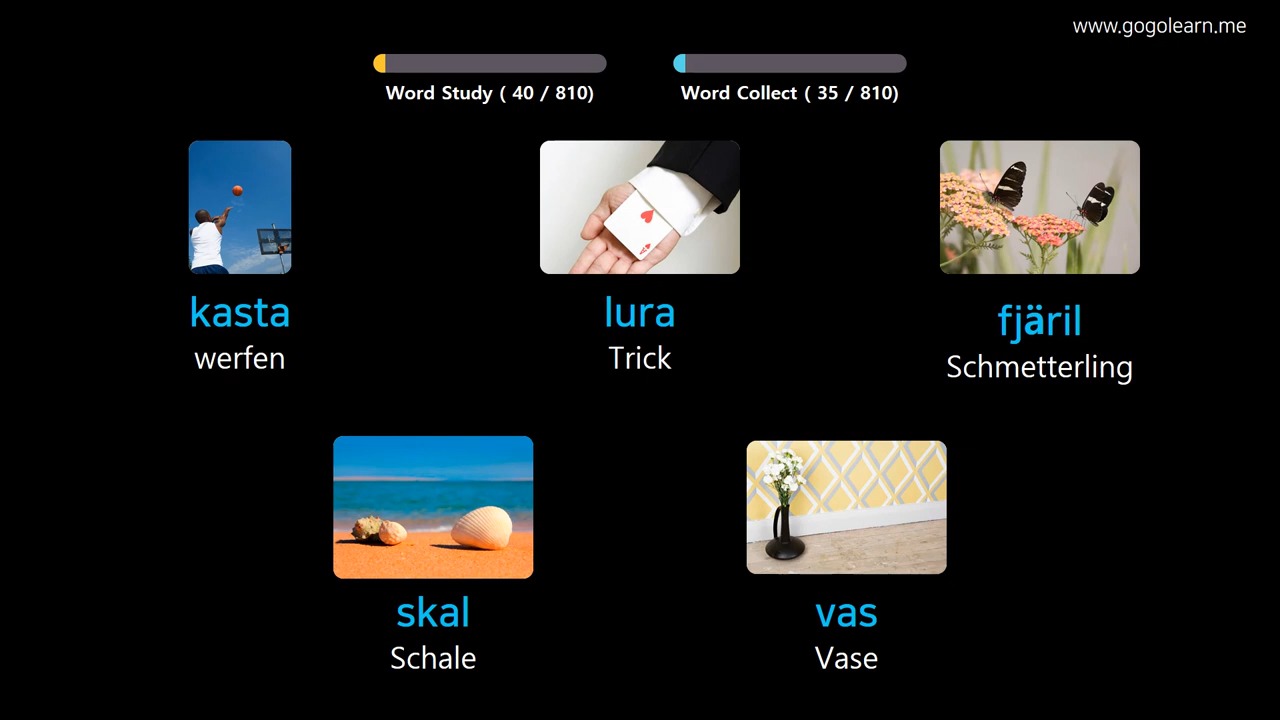 www.gogolearn.me
Word Study ( 40 / 810)
Word Collect ( 35 / 810)
kasta
werfen
lura
Trick
fjäril
Schmetterling
skal
Schale
vas
Vase